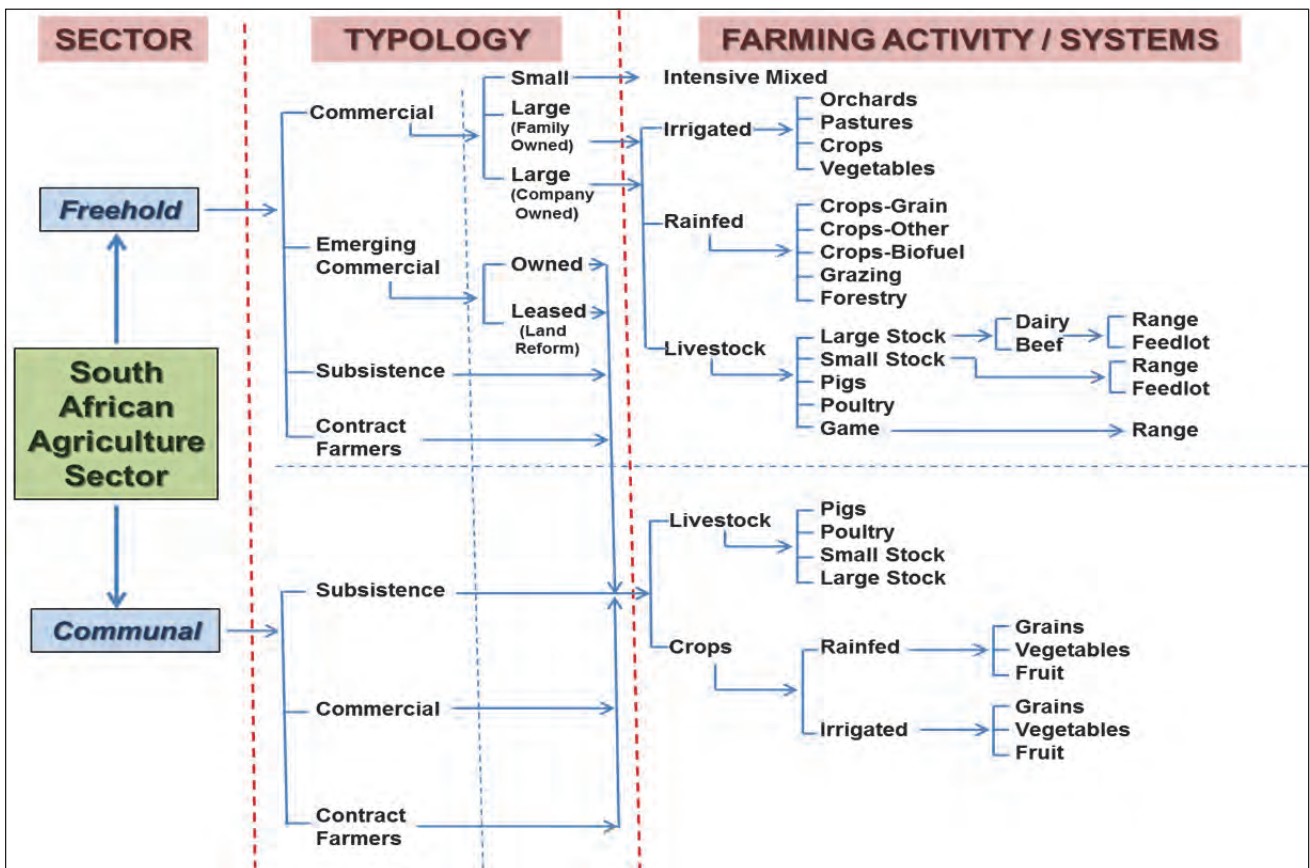 SECTOR
TYPOLOGY
FARMING ACTIVITY / SYSTEMS
Freehold
South
African
Agriculture
Sector
Communal
Commercial
Small
Large
(Family
Owned)
Large
(Company
Owned)
Emerging
Commercial
Owned
Leased
(Land
Reform)
Subsistence
Contract
Farmers
Intensive Mixed
Irrigated
Orchards
Pastures
Crops
Vegetables
Rainfed
Crops-Grain
Crops-Other
Crops-Biofuel
Grazing
Forestry
Livestock
Large Stock
Small Stock
Pigs
Poultry
Game
Dairy
Beef
Range
Feedlot
Range
Feedlot
Range
Subsistence
Commercial
Contract
Farmers
Livestock
Pigs
Poultry
Small Stock
Large Stock
Crops
Rainfed
Grains
Vegetables
Fruit
Irrigated
Grains
Vegetables
Fruit